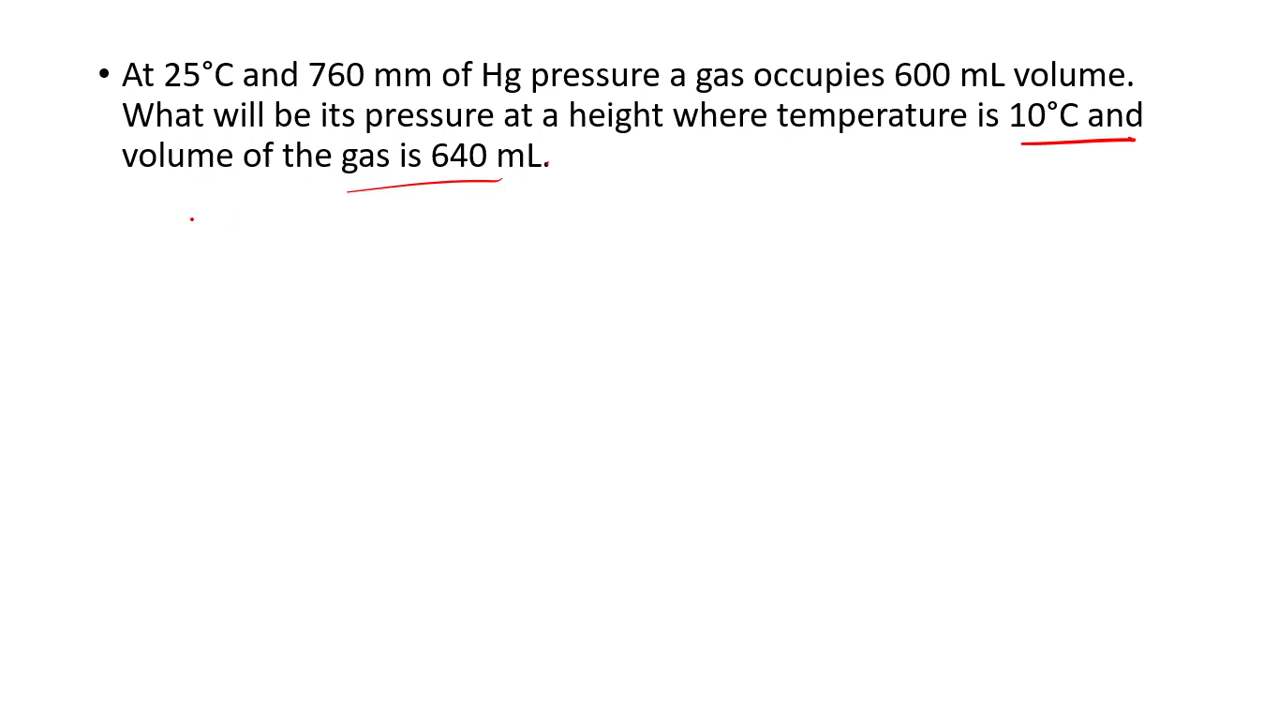 • At 25°C and 760 mm of Hg pressure a gas occupies 600 mL volume.
What will be its pressure at a height where temperature is 10°C and
volume of the gas is 640 mL.